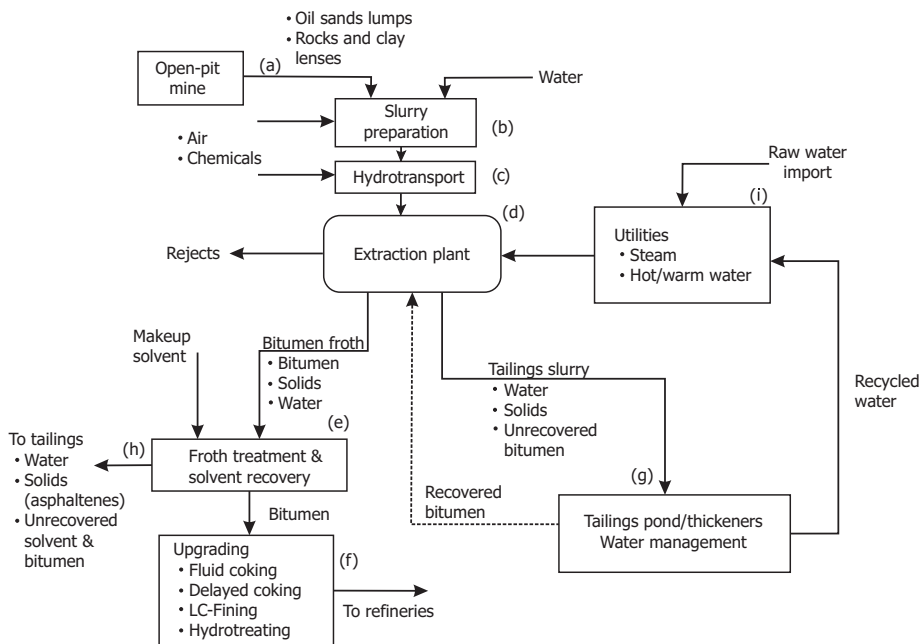 • Oil sands lumps
• Rocks and clay
lenses
(a)
Open-pit
mine
Water
Slurry
preparation
(b)
• Air
• Chemicals
Hydrotransport
(c)
Raw water
import
(d)
(i)
Extraction plant
Rejects
Utilities
• Steam
• Hot/warm water
Makeup
solvent
Bitumen froth
• Bitumen
• Solids
• Water
Tailings slurry
• Water
• Solids
• Unrecovered
bitumen
Recycled
water
(e)
To tailings
• Water
• Solids
(asphaltenes)
• Unrecovered
solvent &
bitumen
(h)
Froth treatment &
solvent recovery
(g)
Recovered
bitumen
Tailings pond/thickeners
Water management
Bitumen
Upgrading
• Fluid coking
• Delayed coking
• LC-Fining
• Hydrotreating
(f)
To refineries